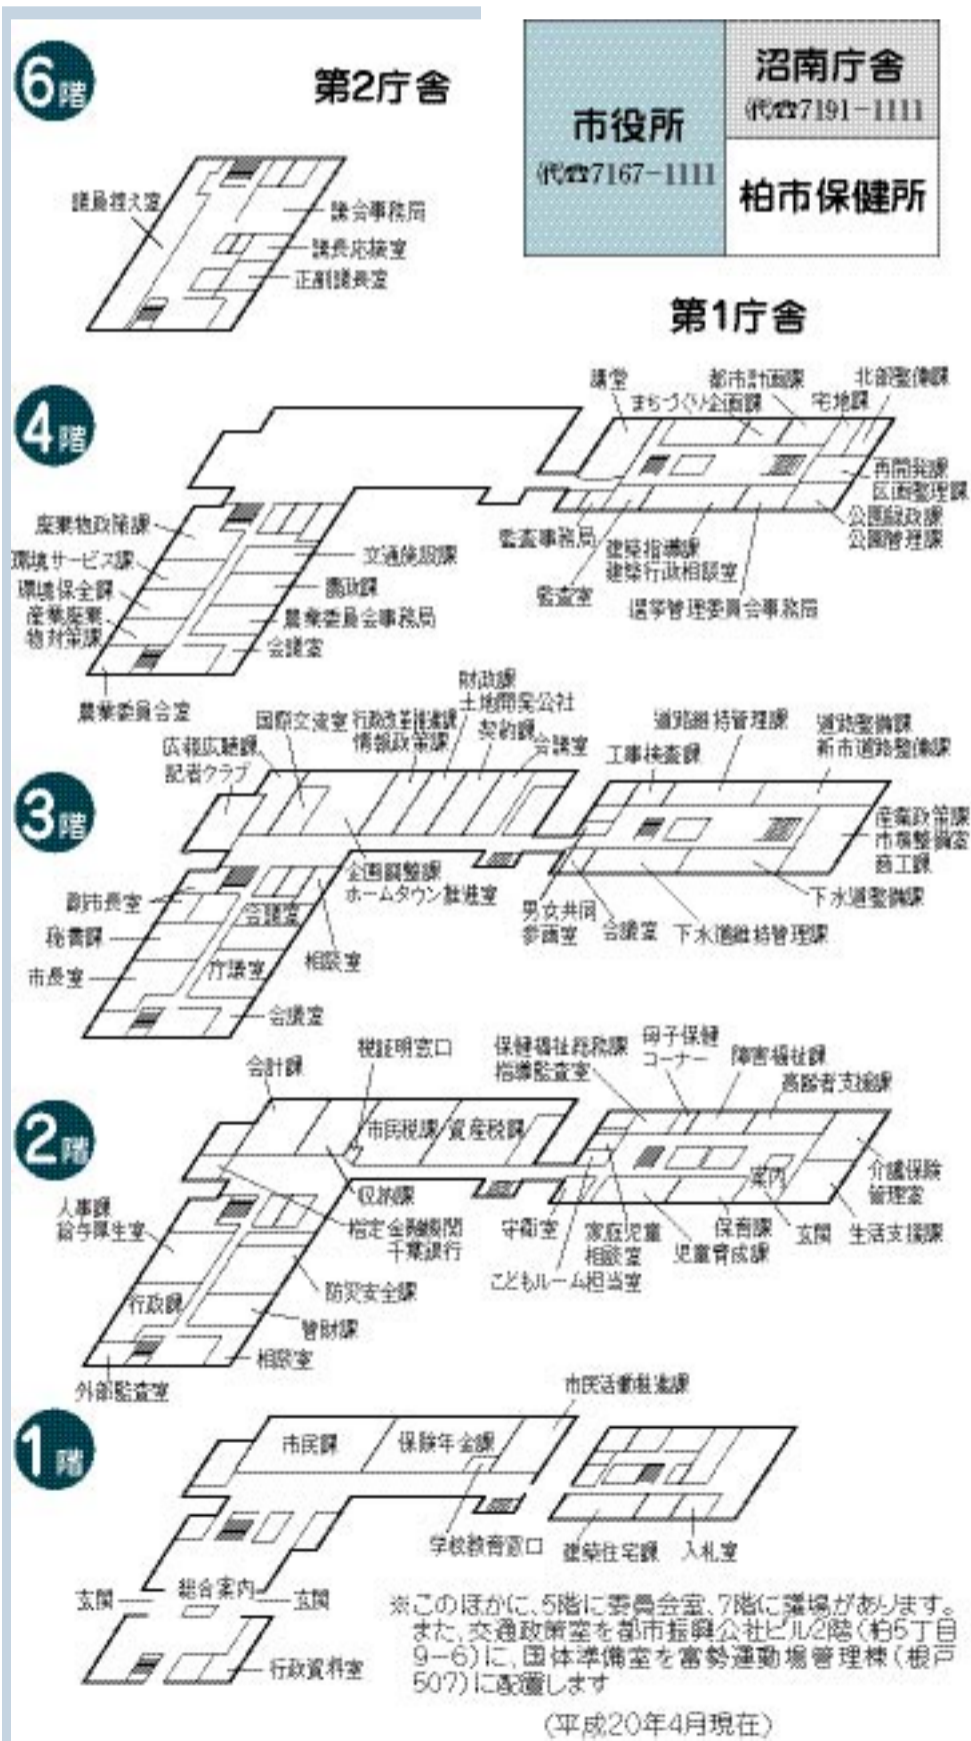 6階
第2庁舎
市役所
(代☎7167-1111
沼南庁舎
(代☎7191-1111
柏市保健所
議員控え室
議会事務局
議長応接室
正副議長室
第1庁舎
4階
講堂
都市計画課
まちづくり企画課
北部整備課
宅地課
再開発課
区画整理課
公園緑政課
公園管理課
監査事務局
監査室
建築指導課
建築行政相談室
選挙管理委員会事務局
廃棄物政策課
環境サービス課
環境保全課
産業廃棄
物対策課
農業委員会室
交通施設課
農政課
農業委員会事務局
会議室
3階
広報広聴課
記者クラブ
国際交流室
行政改革推進課
情報政策課
財政課
土地開発公社
契約課
会議室
工事検査課
道路維持管理課
道路整備課
新市道路整備課
産業政策課
市場整備室
商工課
下水道整備課
下水道維持管理課
会議室
男女共同
参画室
企画調整課
ホームタウン推進室
副市長室
秘書課
市長室
会議室
庁議室
相談室
会議室
2階
会計課
税証明窓口
市民税課
資産税課
保健福祉総務課
指導監査室
母子保健
コーナー
障害福祉課
高齢者支援課
介護保険
管理室
生活支援課
玄関
案内
保育課
児童育成課
家庭児童
相談室
こどもルーム担当室
守衛室
収納課
指定金融機関
千葉銀行
人事課
給与厚生室
行政課
外部監査室
防災安全課
管財課
相談室
1階
市民課
保険年金課
市民活動推進課
学校教育窓口
建築住宅課
入札室
玄関
総合案内
玄関
行政資料室
※このほかに、5階に委員会室、7階に議場があります。
また、交通政策室を都市振興公社ビル2階(柏5丁目
9-6)に、国体準備室を富勢運動場管理棟(根戸
507)に配置します
(平成20年4月現在)